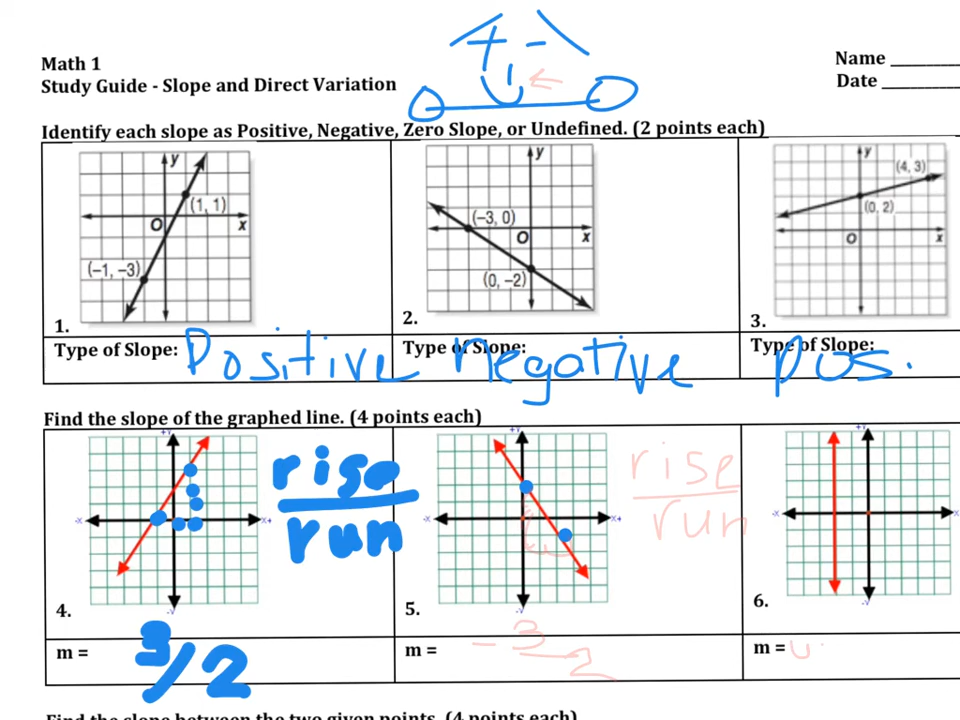 4 -
Math 1
Name
Study Guide - Slope and Direct Variation
Date
Identify each slope as Positive, Negative, Zero Slope, or Undefined. (2 points each)
y
(1, 1)
O
x
(−1, −3)
1.
y
(−3, 0)
O
x
(0, −2)
2.
y
(4, 3)
(0, 2)
O
x
3.
Type of Slope: Positive
Type of Slope: negative
Type of Slope: pos.
Find the slope of the graphed line. (4 points each)
+Y
-X
X+
-Y
rise
run
4.
+Y
-X
X+
-Y
rise
run
5.
-X
X
6.
m = 3/2
m = -3/2
m = u
Find the slope between the two given points. (4 points each)